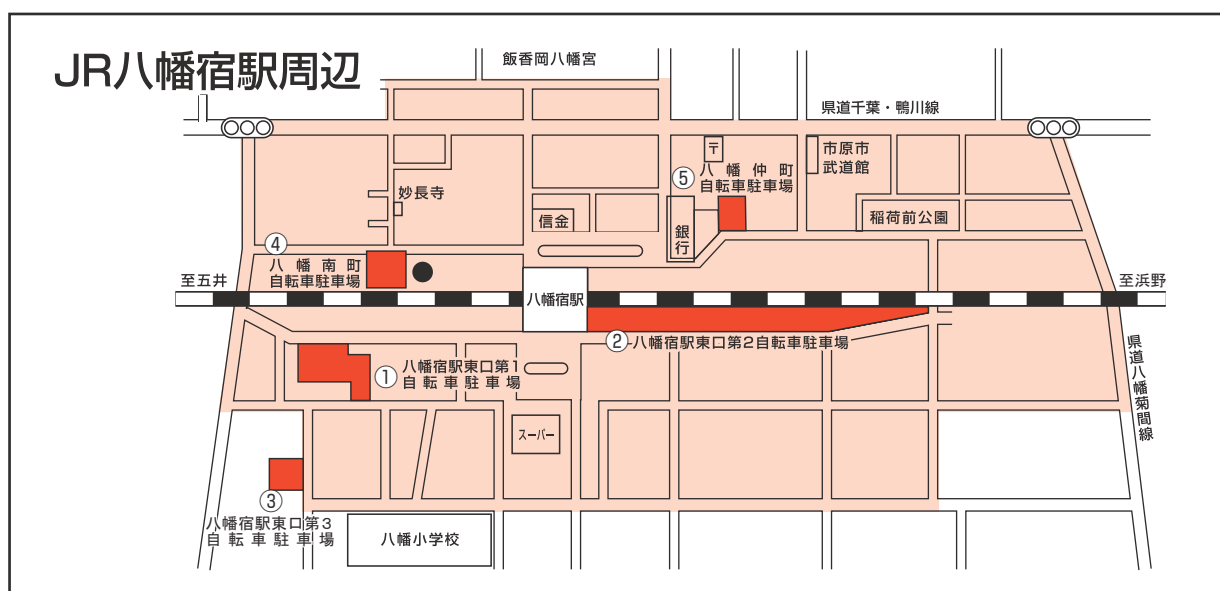 JR八幡宿駅周辺
飯香岡八幡宮
県道千葉・鴨川線
〒
市原市
武道館
⑤
八幡仲町
自転車駐車場
妙長寺
信金
銀行
稲荷前公園
④
八幡南町
自転車駐車場
至五井
八幡宿駅
至浜野
②八幡宿駅東口第2自転車駐車場
①
八幡宿駅東口第1
自転車駐車場
県道八幡菊間線
スーパー
③
八幡宿駅東口第3
自転車駐車場
八幡小学校